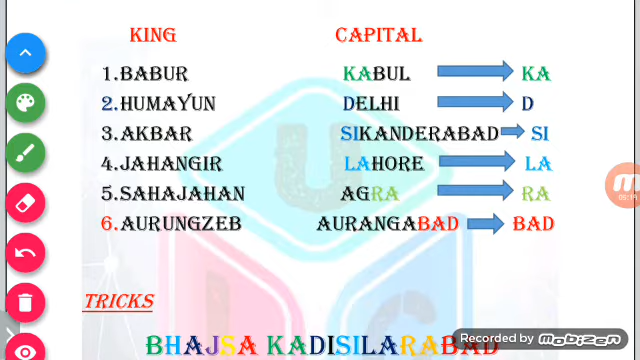 KING CAPITAL
1.BABUR KABUL KA
2.HUMAYUN DELHI D
3.AKBAR SIKANDERABAD SI
4.JAHANGIR LAHORE LA
5.SAHAJAHAN AGRA RA
6.AURUNGZEB AURANGABAD BAD
TRICKS
BHAJSA KADISILARABAD
Recorded by MOBIZEN